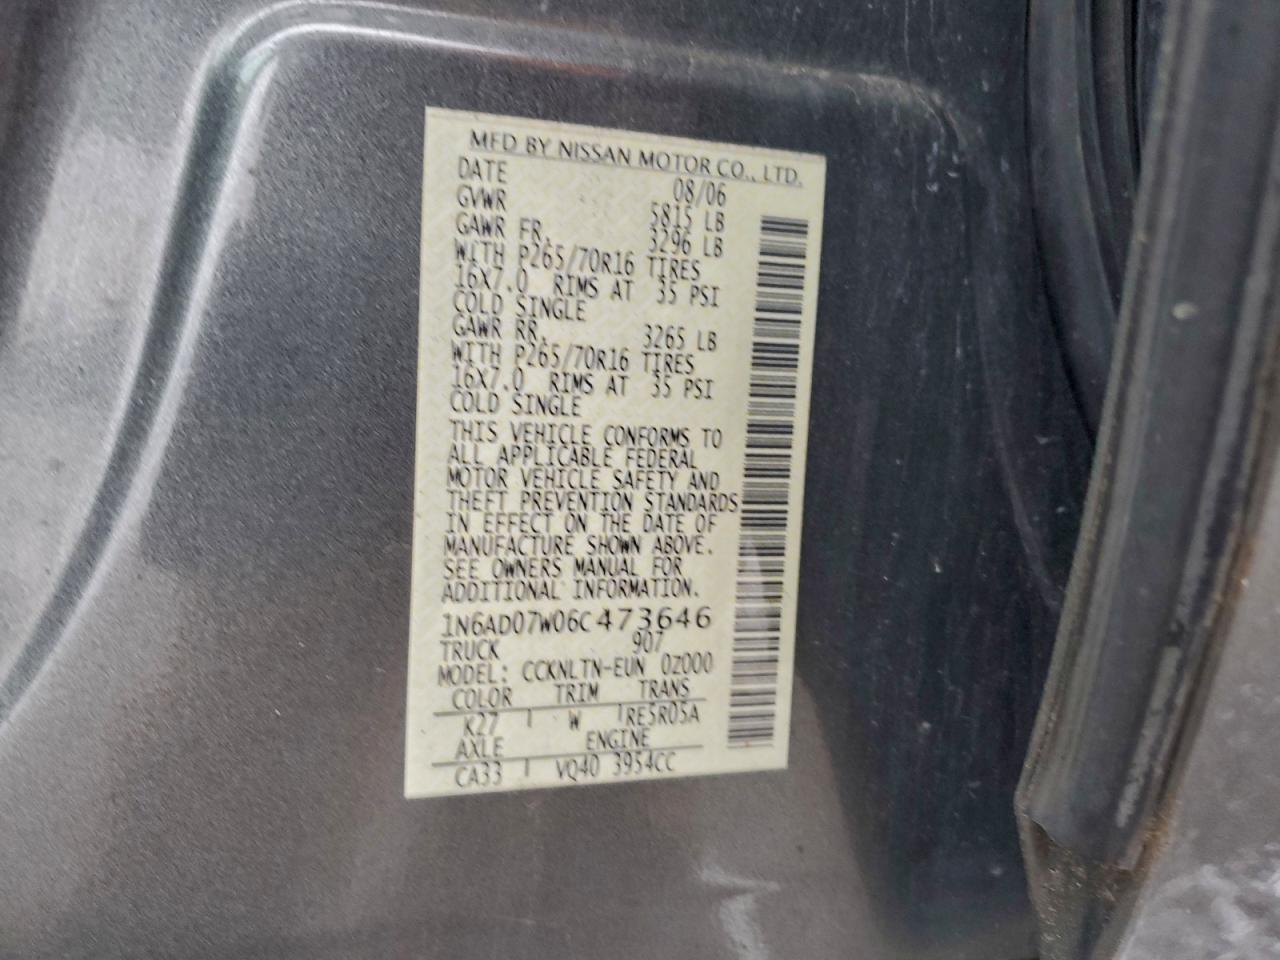 MFD BY NISSAN MOTOR CO., LTD.
DATE 08/06
GVWR 5815 LB
GAWR FR. 3296 LB
WITH P265/70R16 TIRES
16X7.0 RIMS AT 35 PSI
COLD SINGLE
GAWR RR. 3265 LB
WITH P265/70R16 TIRES
16X7.0 RIMS AT 35 PSI
COLD SINGLE
THIS VEHICLE CONFORMS TO
ALL APPLICABLE FEDERAL
MOTOR VEHICLE SAFETY AND
THEFT PREVENTION STANDARDS
IN EFFECT ON THE DATE OF
MANUFACTURE SHOWN ABOVE.
SEE OWNERS MANUAL FOR
ADDITIONAL INFORMATION.
1N6AD07W06C473646
TRUCK 907
MODEL: CCKNLTN-EUN 0Z000
COLOR TRIM TRANS
K27 W RE5R05A
AXLE ENGINE
CA33 VQ40 3954CC